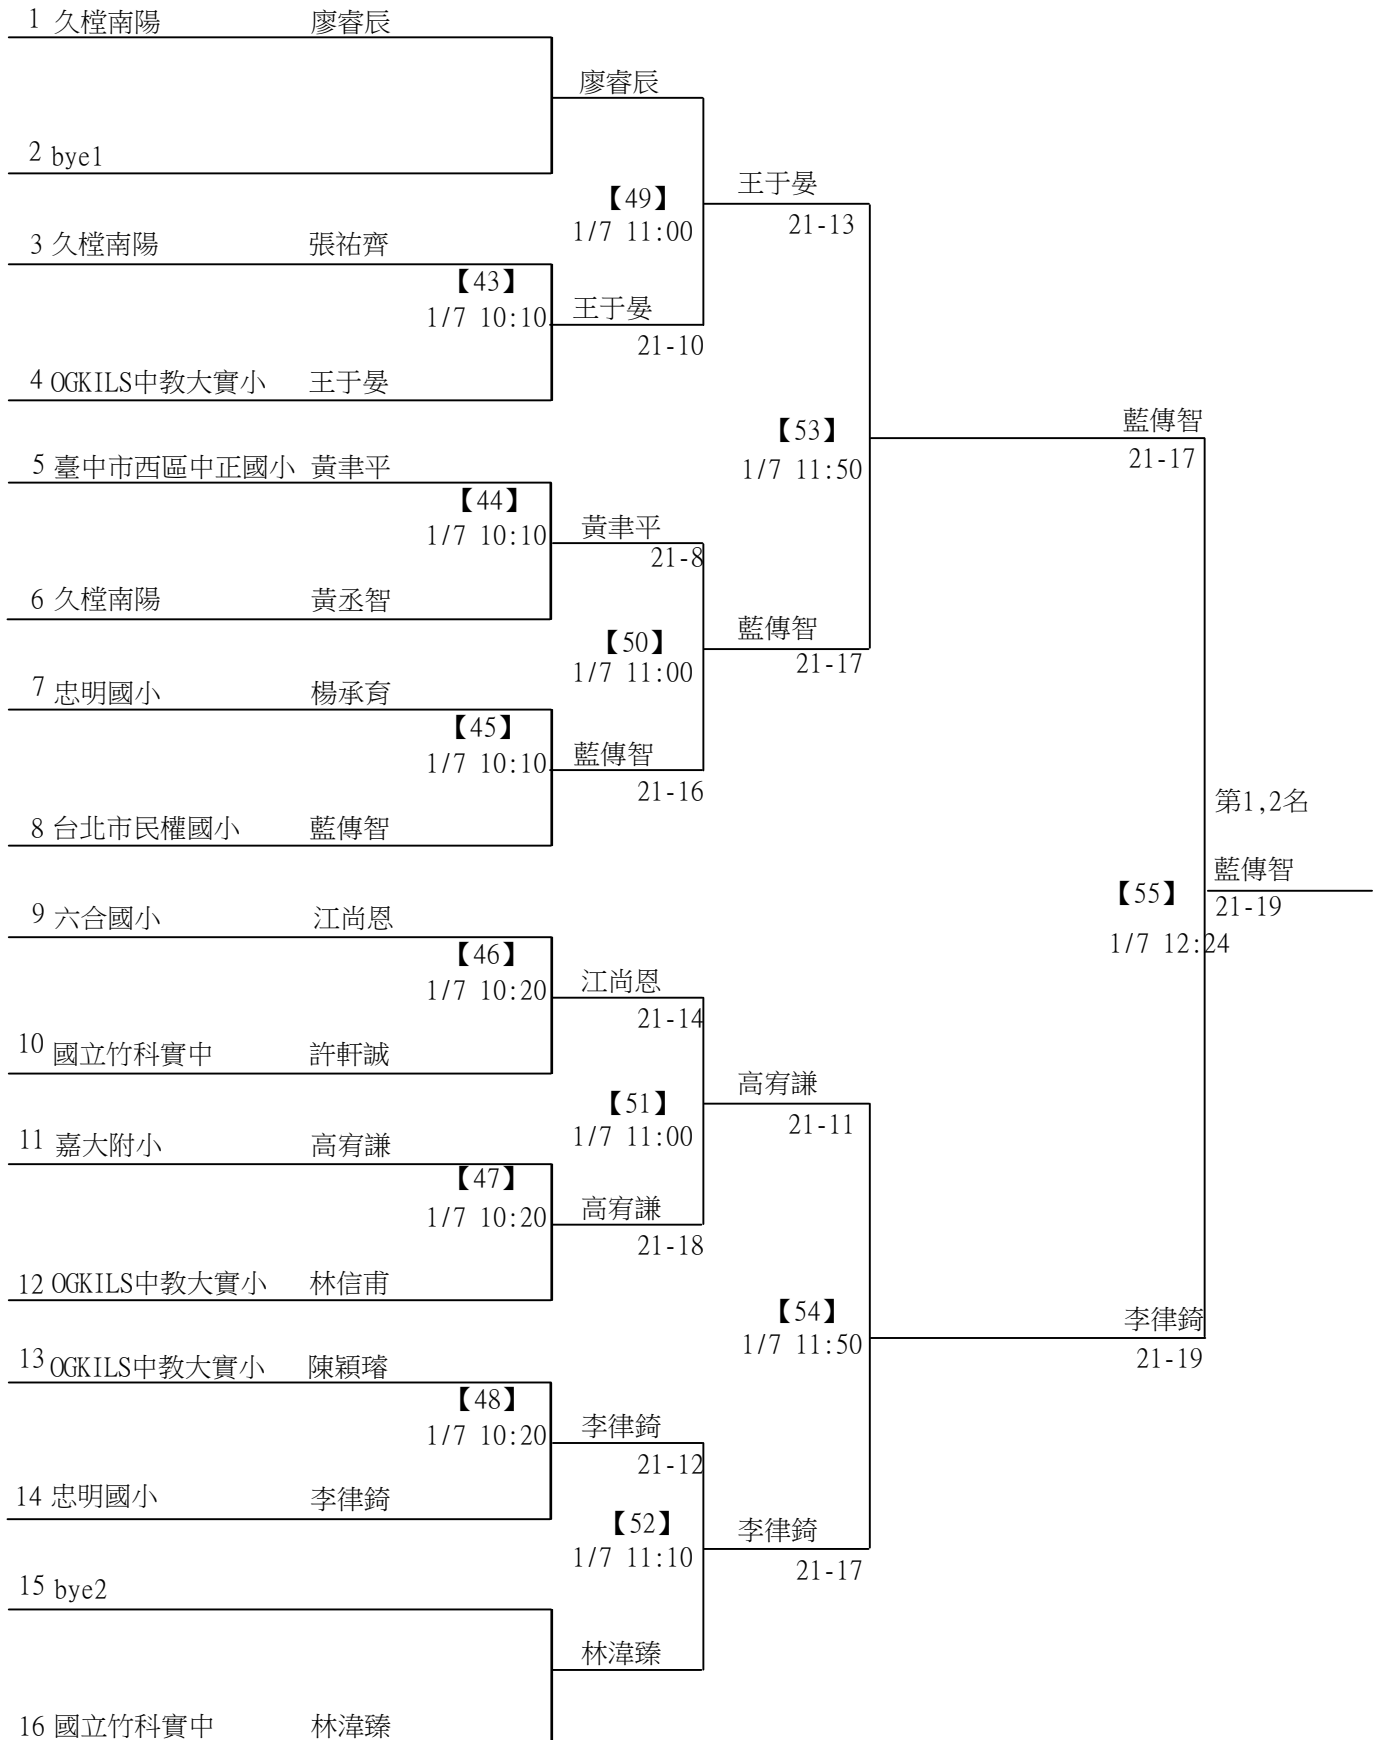 1 久樘南陽 廖睿辰
廖睿辰
2 bye1
王于晏
【49】
21-13
1/7 11:00
3 久樘南陽 張祐齊
【43】
1/7 10:10
王于晏
21-10
4 OGKILS中教大實小 王于晏
藍傳智
【53】
21-17
1/7 11:50
5 臺中市西區中正國小 黃聿平
【44】
1/7 10:10
黃聿平
21-8
6 久樘南陽 黃丞智
藍傳智
【50】
21-17
1/7 11:00
7 忠明國小 楊承育
【45】
1/7 10:10
藍傳智
21-16
第1,2名
8 台北市民權國小 藍傳智
藍傳智
【55】
21-19
1/7 12:24
9 六合國小 江尚恩
【46】
1/7 10:20
江尚恩
21-14
10 國立竹科實中 許軒誠
高宥謙
【51】
21-11
1/7 11:00
11 嘉大附小 高宥謙
【47】
1/7 10:20
高宥謙
21-18
12 OGKILS中教大實小 林信甫
【54】
李律錡
1/7 11:50
21-19
13 OGKILS中教大實小 陳穎璿
【48】
1/7 10:20
李律錡
21-12
14 忠明國小 李律錡
【52】
李律錡
1/7 11:10
21-17
15 bye2
林湋臻
16 國立竹科實中 林湋臻